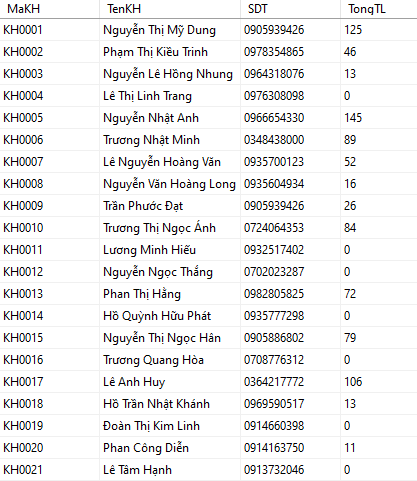 MaKH TenKH SDT TongTL
KH0001 Nguyễn Thị Mỹ Dung 0905939426 125
KH0002 Phạm Thị Kiều Trinh 0978354865 46
KH0003 Nguyễn Lê Hồng Nhung 0964318076 13
KH0004 Lê Thị Linh Trang 0976308098 0
KH0005 Nguyễn Nhật Anh 0966654330 145
KH0006 Trương Nhật Minh 0348438000 89
KH0007 Lê Nguyễn Hoàng Văn 0935700123 52
KH0008 Nguyễn Văn Hoàng Long 0935604934 16
KH0009 Trần Phước Đạt 0905939426 26
KH0010 Trương Thị Ngọc Ánh 0724064353 84
KH0011 Lương Minh Hiếu 0932517402 0
KH0012 Nguyễn Ngọc Thắng 0702023287 0
KH0013 Phan Thị Hằng 0982805825 72
KH0014 Hồ Quỳnh Hữu Phát 0935777298 0
KH0015 Nguyễn Thị Ngọc Hân 0905886802 79
KH0016 Trương Quang Hòa 0708776312 0
KH0017 Lê Anh Huy 0364217772 106
KH0018 Hồ Trần Nhật Khánh 0969590517 13
KH0019 Đoàn Thị Kim Linh 0914660398 0
KH0020 Phan Công Diễn 0914163750 11
KH0021 Lê Tâm Hạnh 0913732046 0